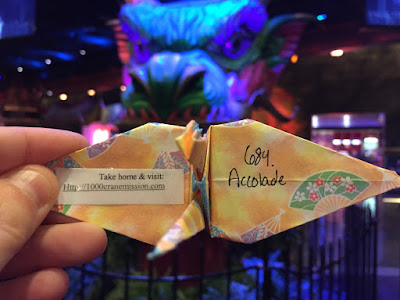 Take home & visit:
Http://1000cranemission.com
684.
Accolade